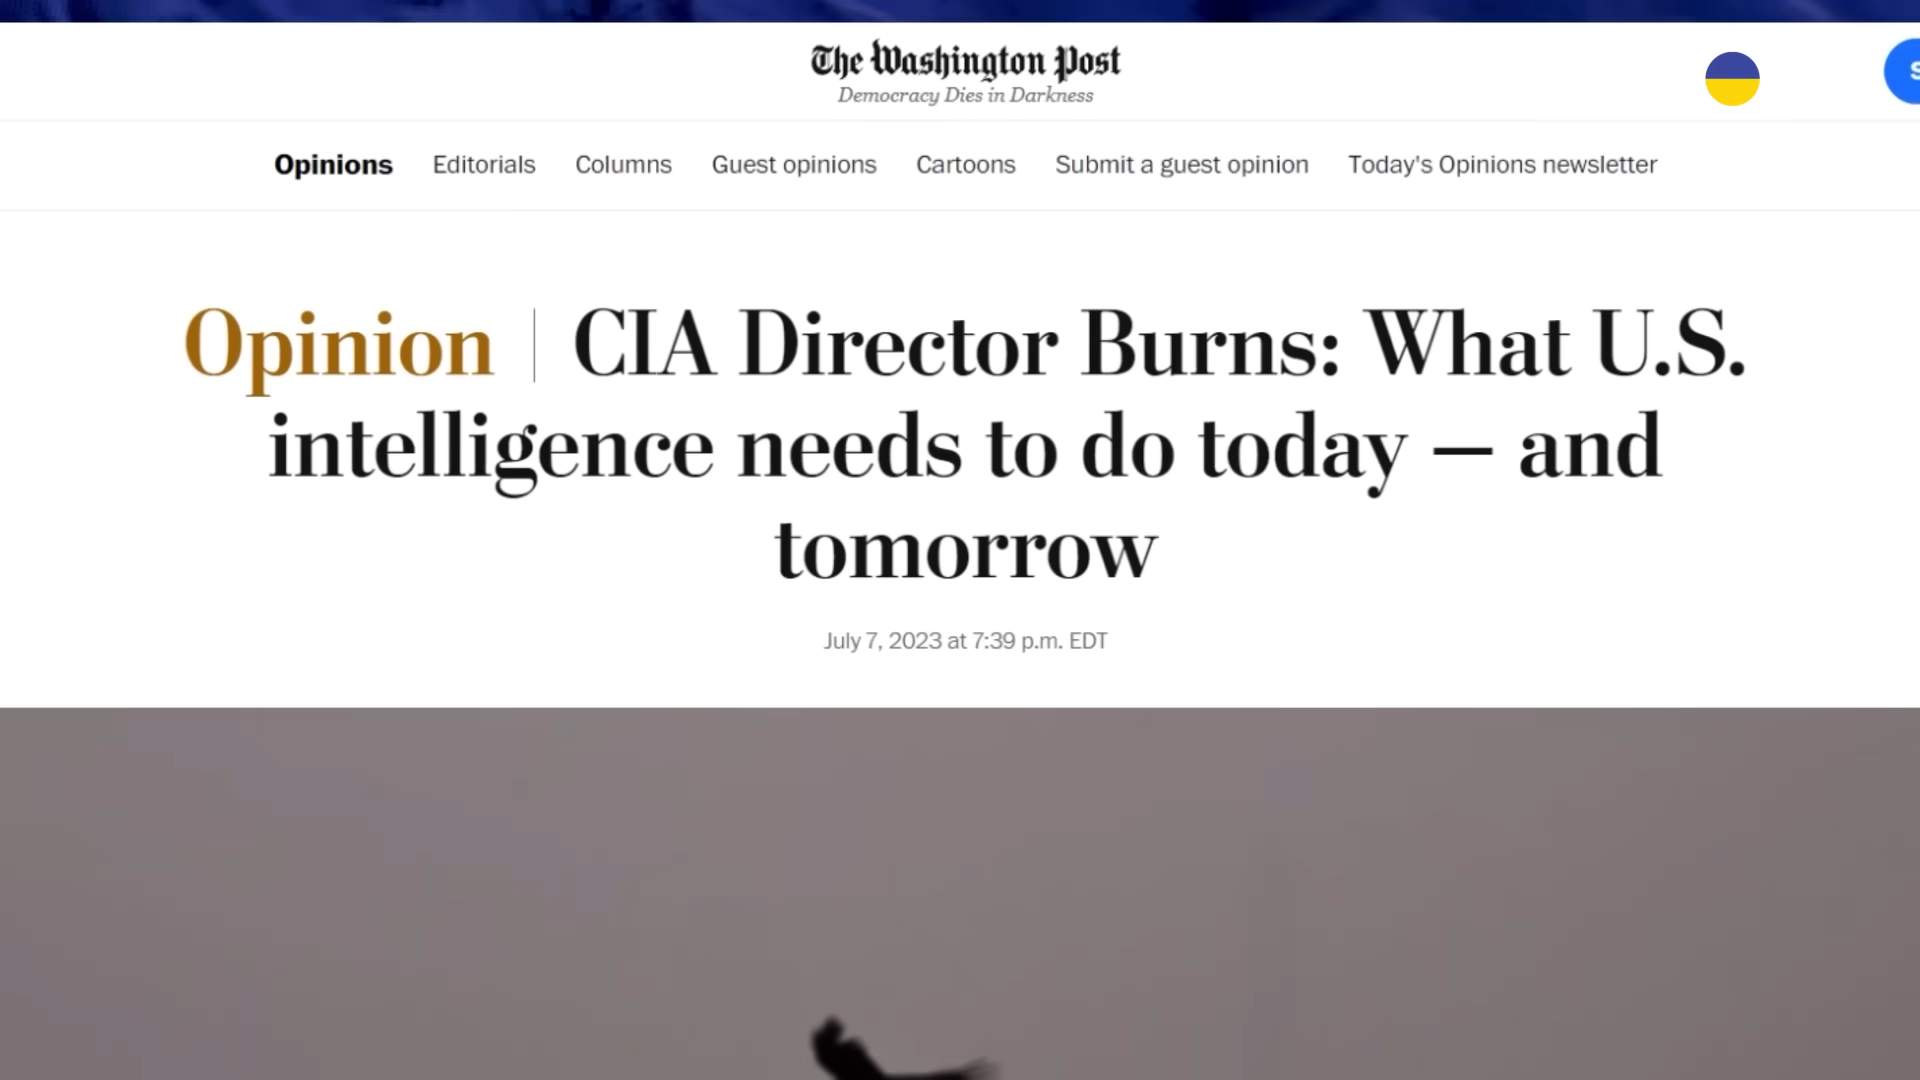 The Washington Post
Democracy Dies in Darkness
S
Opinions Editorials Columns Guest opinions Cartoons Submit a guest opinion Today's Opinions newsletter
Opinion | CIA Director Burns: What U.S.
intelligence needs to do today — and
tomorrow
July 7, 2023 at 7:39 p.m. EDT